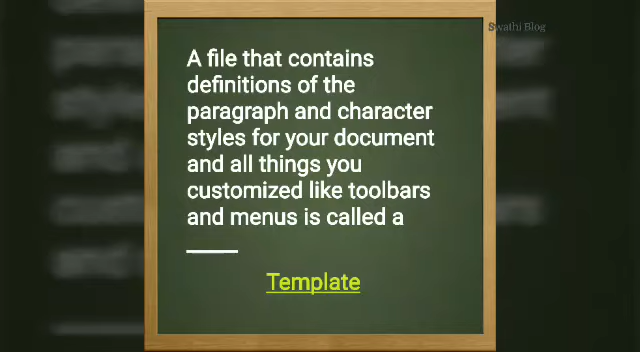 Swathi Blog
A file that contains
definitions of the
paragraph and character
styles for your document
and all things you
customized like toolbars
and menus is called a
_____
Template